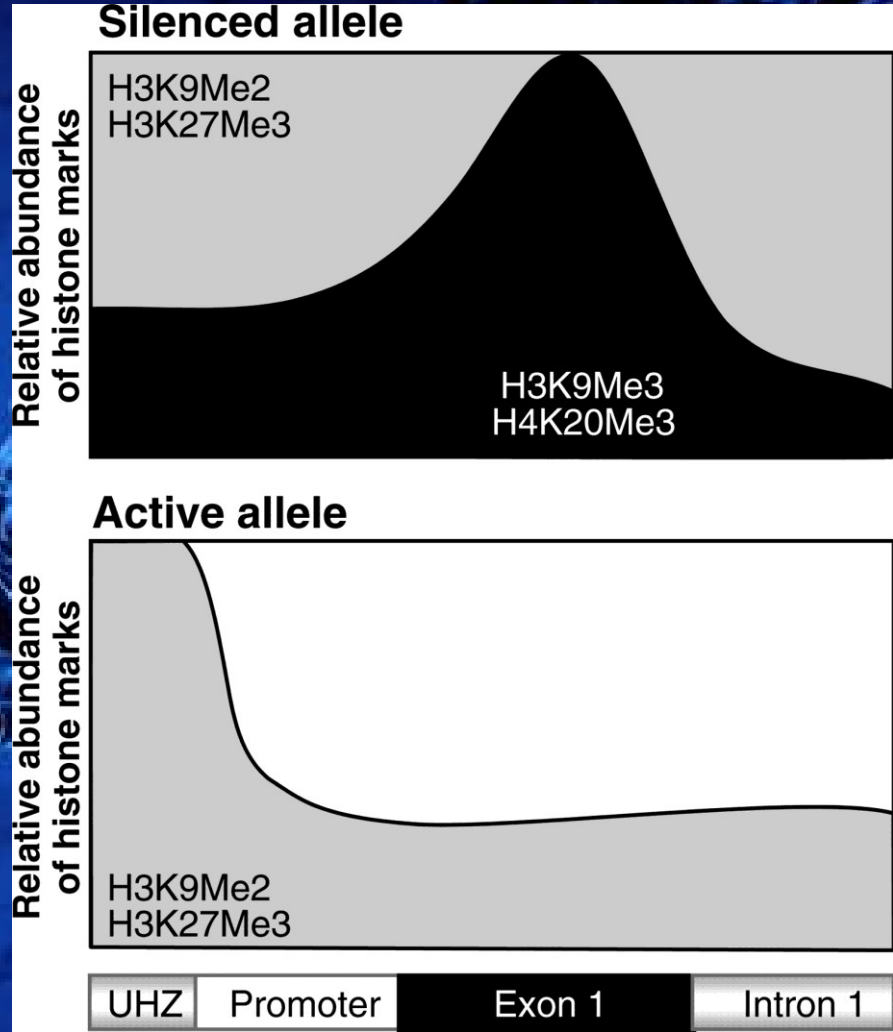 Silenced allele
Relative abundance
of histone marks
H3K9Me2
H3K27Me3
H3K9Me3
H4K20Me3
Active allele
Relative abundance
of histone marks
H3K9Me2
H3K27Me3
UHZ Promoter Exon 1 Intron 1